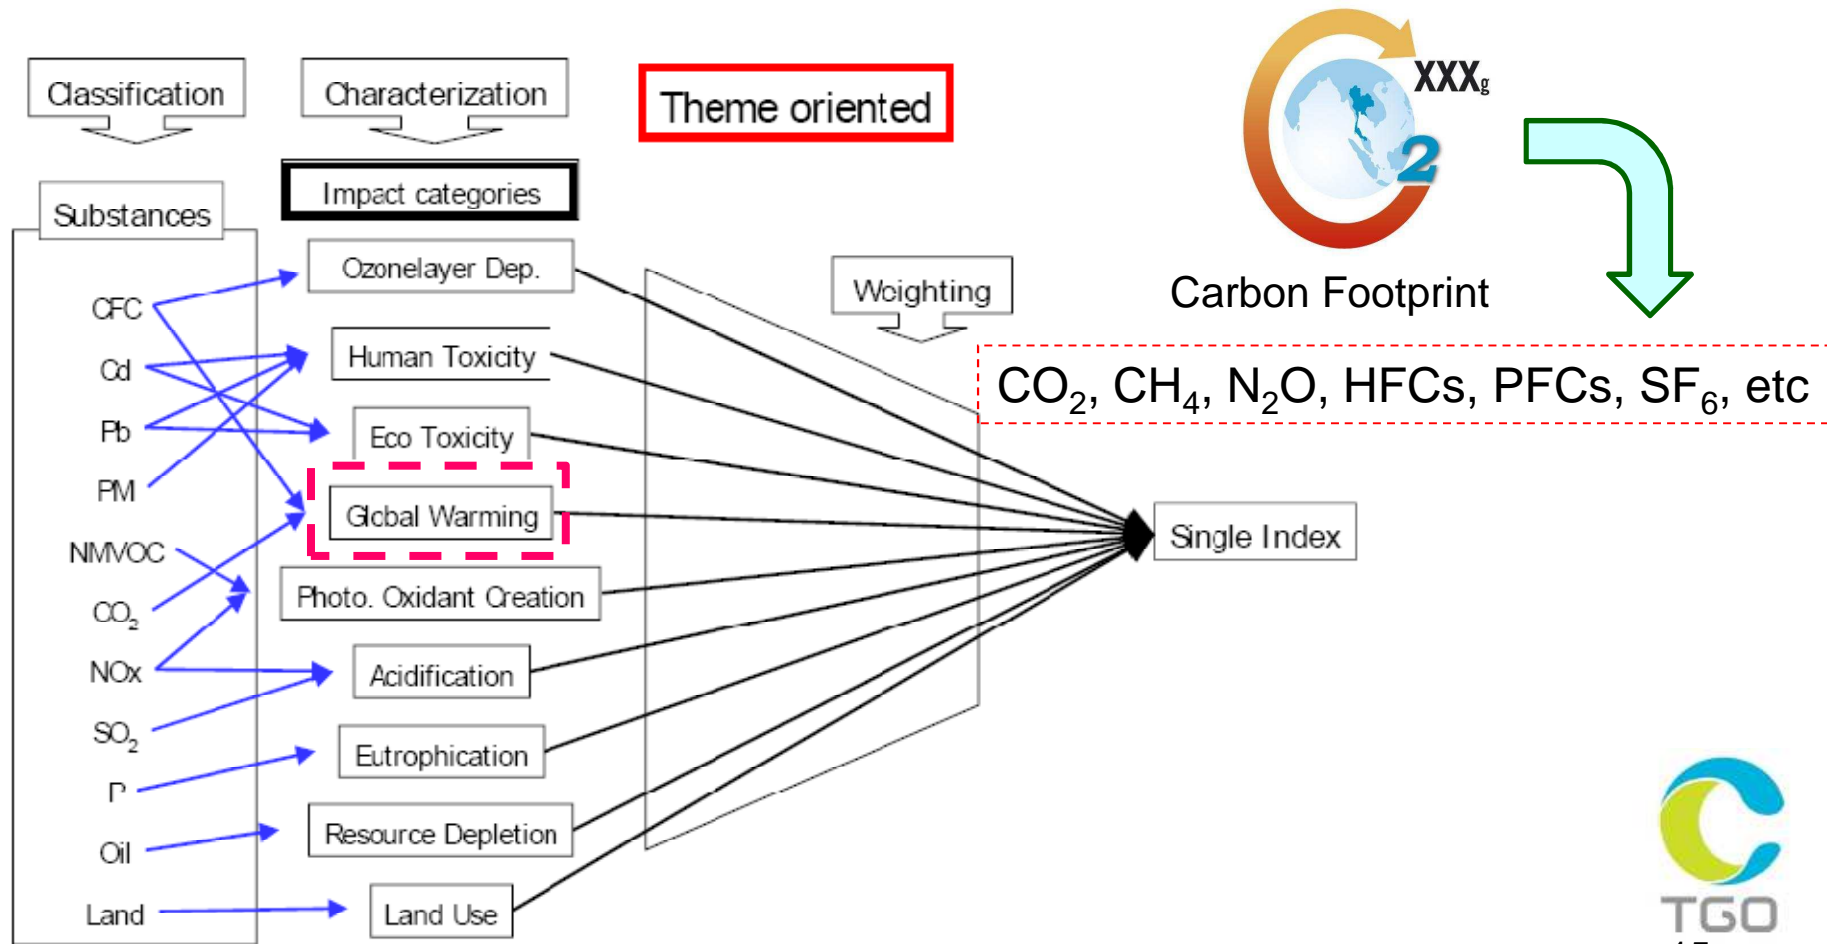 Classification
Characterization
Theme oriented
XXXg
2
Carbon Footprint
Impact categories
Substances
Ozonelayer Dep.
CFC
Weighting
Human Toxicity
CO₂, CH₄, N₂O, HFCs, PFCs, SF₆, etc
Cd
Pb
Eco Toxicity
PM
Global Warming
Single Index
NMVOC
Photo. Oxidant Creation
CO₂
NOx
Acidification
SO₂
Eutrophication
P
Resource Depletion
Oil
Land
Land Use
TGO